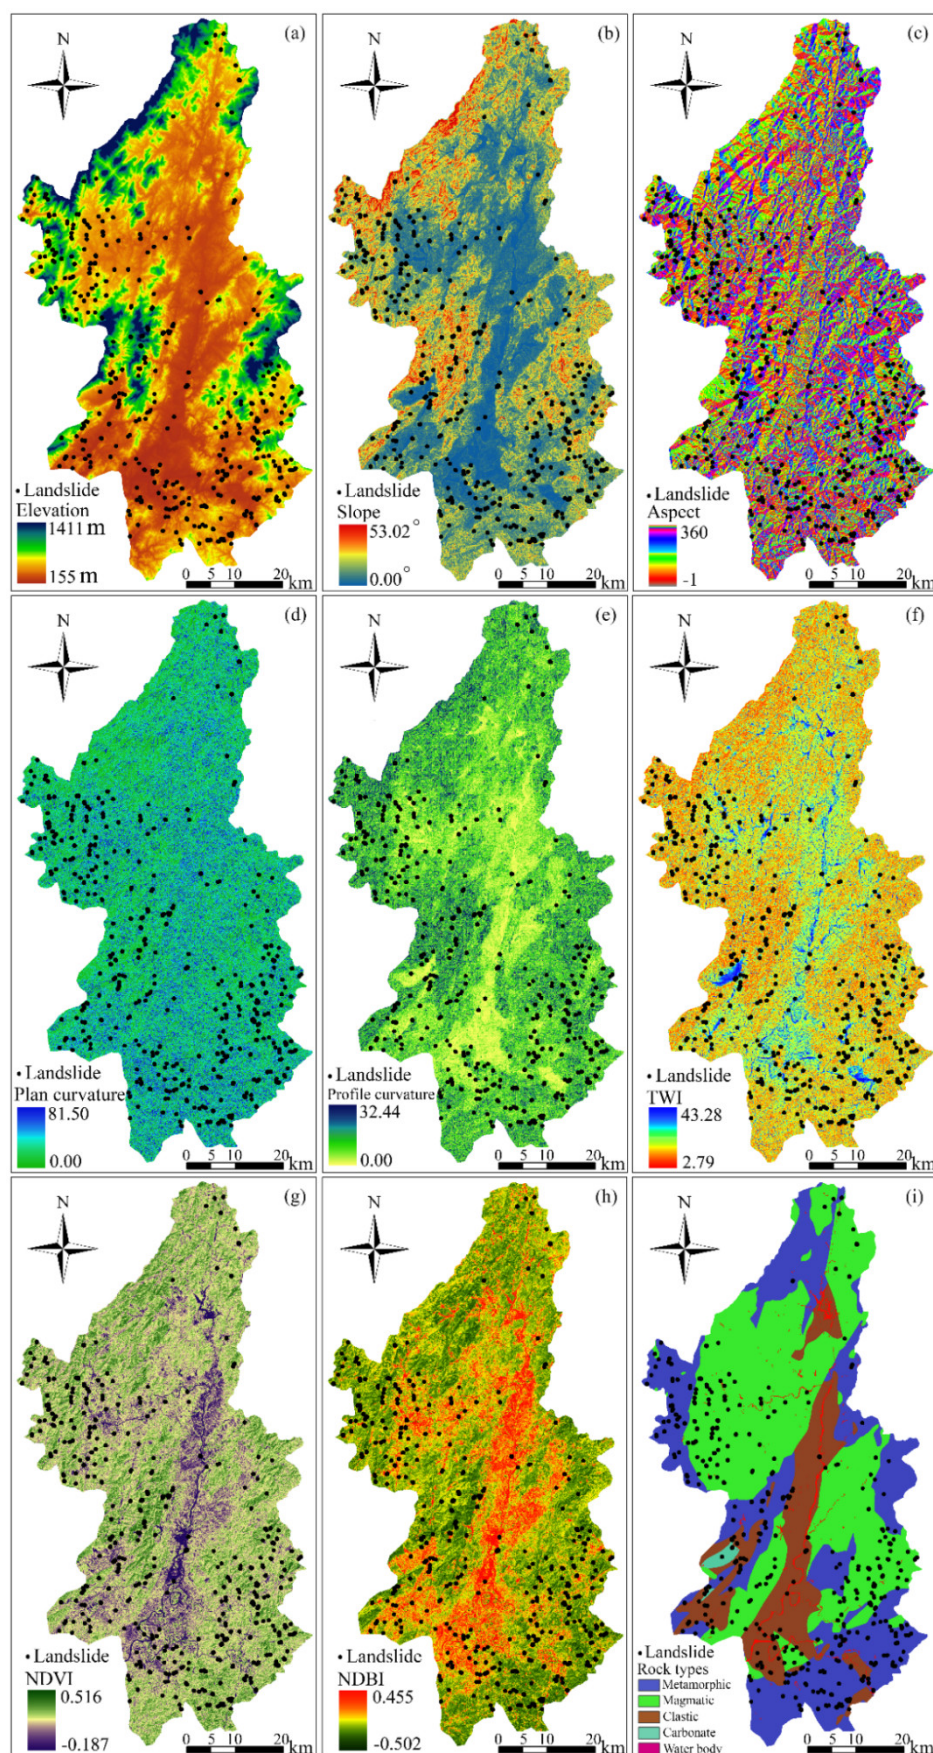 (a)
N
• Landslide
Elevation
1411 m
155 m
0 5 10 20
km
(b)
N
• Landslide
Slope
53.02°
0.00°
0 5 10 20
km
(c)
N
• Landslide
Aspect
360
-1
0 5 10 20
km
(d)
N
• Landslide
Plan curvature
81.50
0.00
0 5 10 20
km
(e)
N
• Landslide
Profile curvature
32.44
0.00
0 5 10 20
km
(f)
N
• Landslide
TWI
43.28
2.79
0 5 10 20
km
(g)
N
• Landslide
NDVI
0.516
-0.187
0 5 10 20
km
(h)
N
• Landslide
NDBI
0.455
-0.502
0 5 10 20
km
(i)
N
• Landslide
Rock types
Metamorphic
Magmatic
Clastic
Carbonate
Water body
0 5 10 20
km